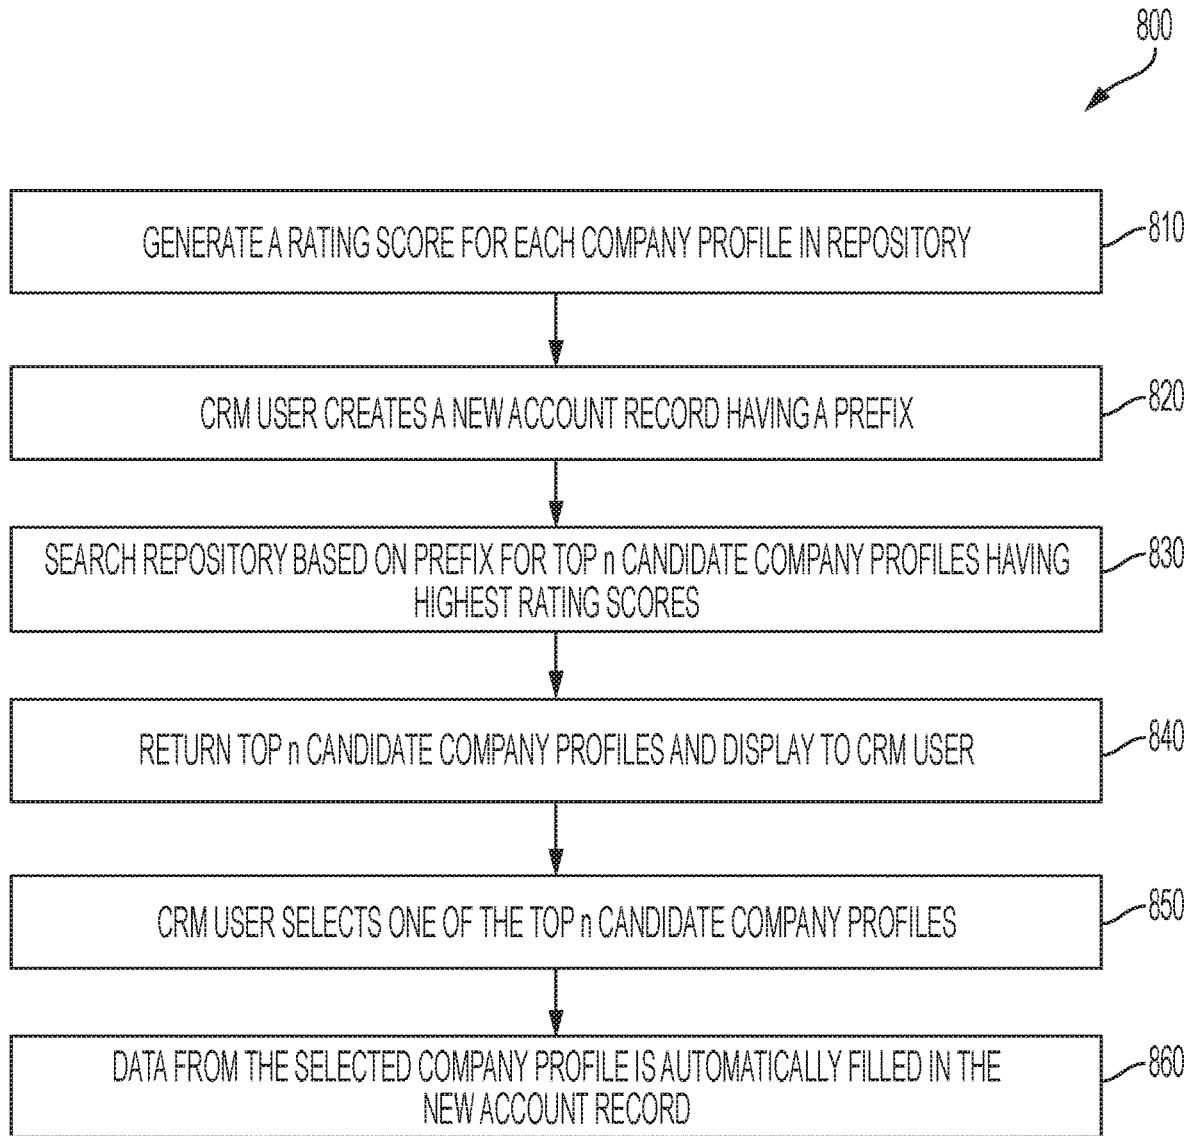 800
GENERATE A RATING SCORE FOR EACH COMPANY PROFILE IN REPOSITORY
810
CRM USER CREATES A NEW ACCOUNT RECORD HAVING A PREFIX
820
SEARCH REPOSITORY BASED ON PREFIX FOR TOP n CANDIDATE COMPANY PROFILES HAVING
HIGHEST RATING SCORES
830
RETURN TOP n CANDIDATE COMPANY PROFILES AND DISPLAY TO CRM USER
840
CRM USER SELECTS ONE OF THE TOP n CANDIDATE COMPANY PROFILES
850
DATA FROM THE SELECTED COMPANY PROFILE IS AUTOMATICALLY FILLED IN THE
NEW ACCOUNT RECORD
860